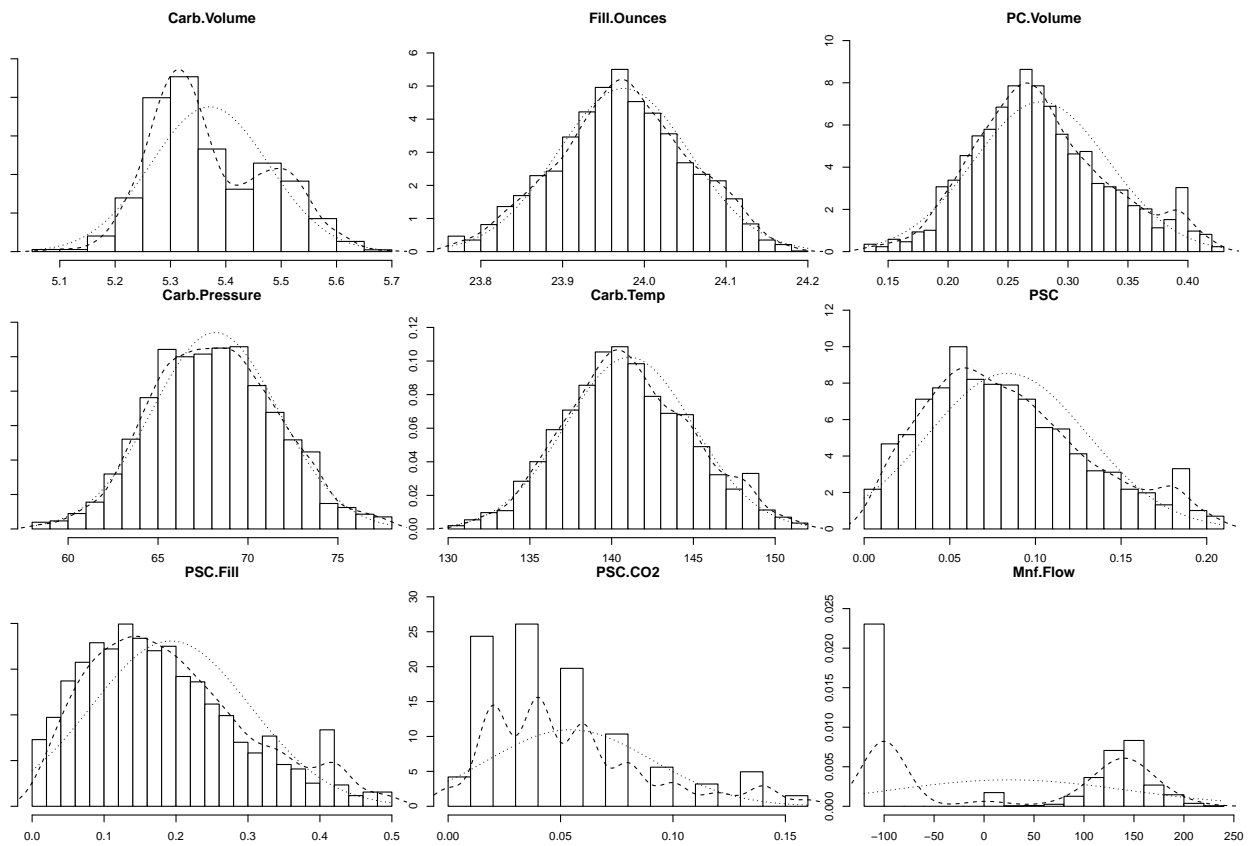 Carb.Volume
5.1 5.2 5.3 5.4 5.5 5.6 5.7
Fill.Ounces
0 1 2 3 4 5 6
23.8 23.9 24.0 24.1 24.2
PC.Volume
0 2 4 6 8 10
0.15 0.20 0.25 0.30 0.35 0.40
Carb.Pressure
60 65 70 75
Carb.Temp
0.00 0.02 0.04 0.06 0.08 0.10 0.12
130 135 140 145 150
PSC
0 2 4 6 8 10 12
0.00 0.05 0.10 0.15 0.20
PSC.Fill
0.0 0.1 0.2 0.3 0.4 0.5
PSC.CO2
0 5 10 15 20 25 30
0.00 0.05 0.10 0.15
Mnf.Flow
0.000 0.005 0.010 0.015 0.020 0.025
−100 −50 0 50 100 150 200 250